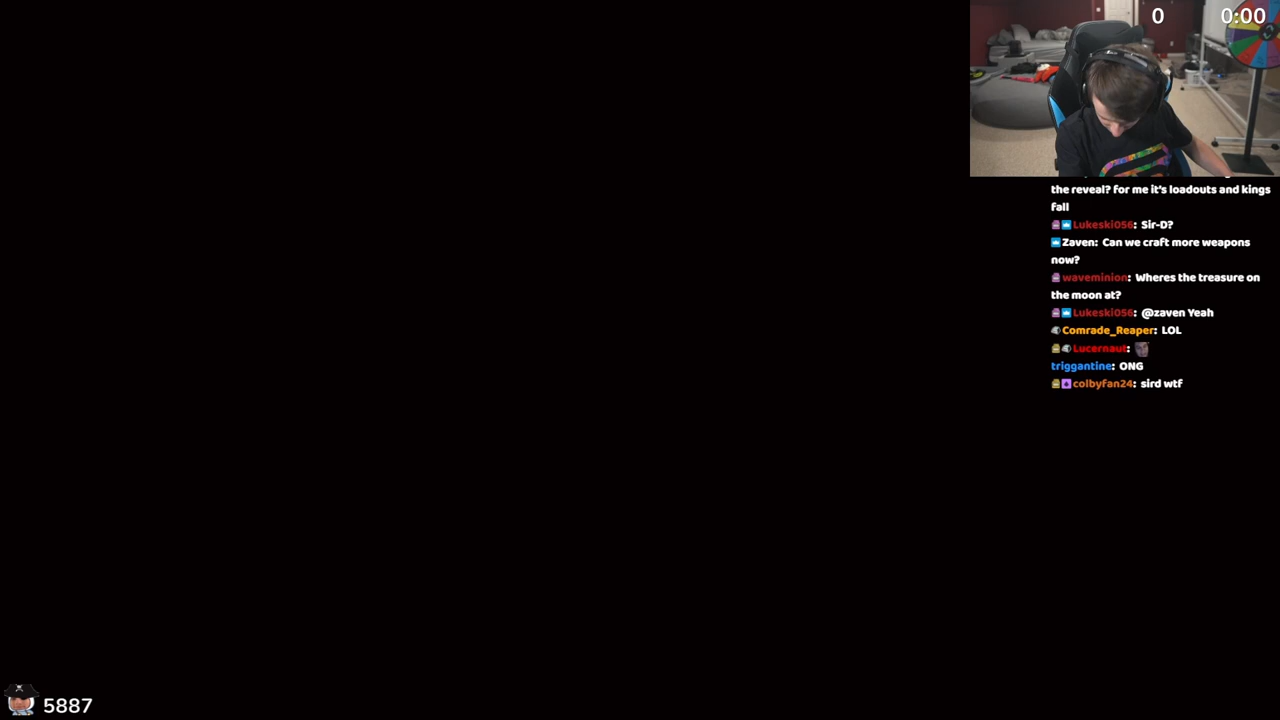 0 0:00
the reveal? for me it's loadouts and kings
fall
Lukeski056: Sir-D?
Zaven: Can we craft more weapons
now?
waveminion: Wheres the treasure on
the moon at?
Lukeski056: @zaven Yeah
Comrade_Reaper: LOL
Lucernaut:
triggantine: ONG
colbyfan24: sird wtf
5887